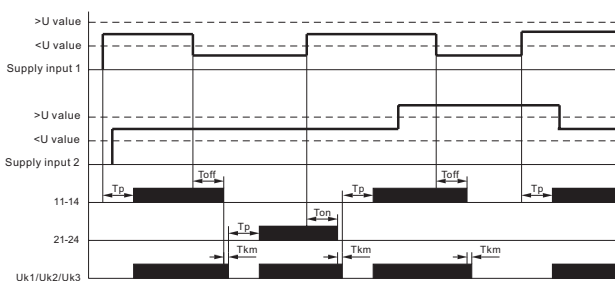 >U value
<U value
Supply input 1
>U value
<U value
Supply input 2
Tp Toff Tp Toff Tp
11-14
Tp Ton
21-24
Tkm Tkm Tkm
Uk1/Uk2/Uk3